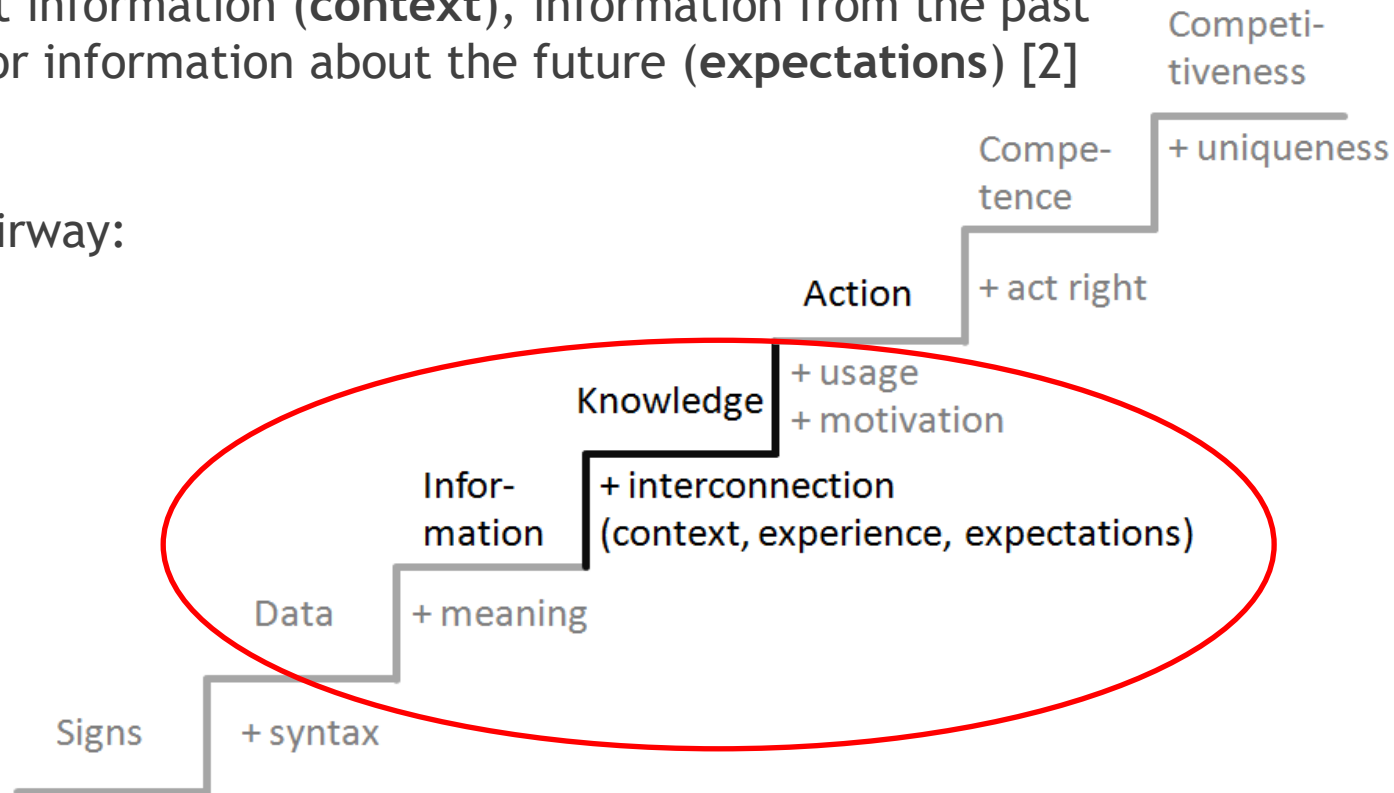 t information (context), information from the past
or information about the future (expectations) [2]
irway:
Competi-
tiveness
+ uniqueness
Compe-
tence
+ act right
Action
+ usage
+ motivation
Knowledge
+ interconnection
(context, experience, expectations)
Infor-
mation
+ meaning
Data
+ syntax
Signs